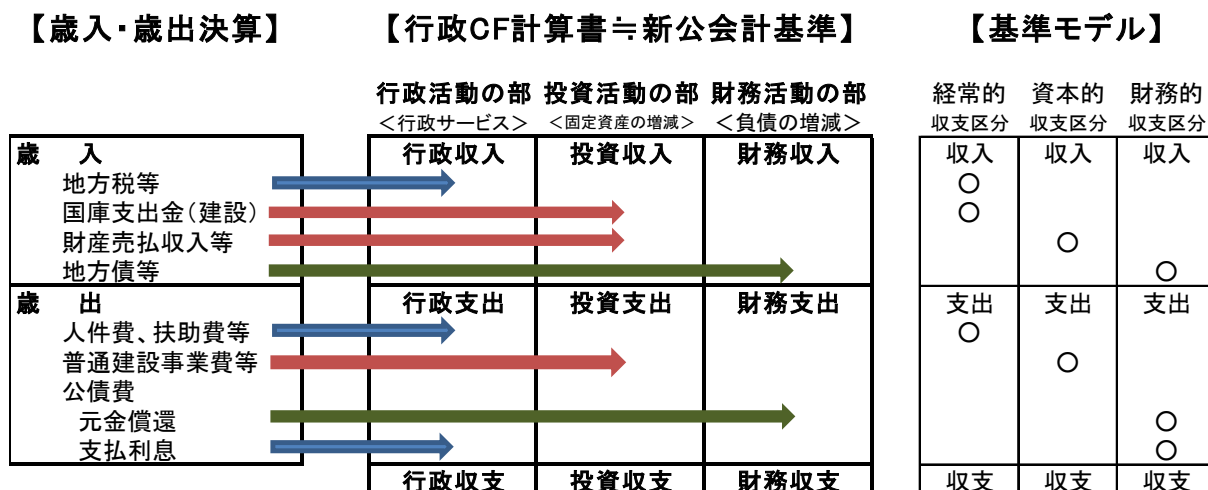 【歳入・歳出決算】 【行政CF計算書≒新公会計基準】 【基準モデル】
行政活動の部 投資活動の部 財務活動の部 経常的 資本的 財務的
＜行政サービス＞ ＜固定資産の増減＞ ＜負債の増減＞ 収支区分 収支区分 収支区分
歳 入 行政収入 投資収入 財務収入 収入 収入 収入
地方税等 ○
国庫支出金（建設） ○
財産売払収入等 ○
地方債等 ○
歳 出 行政支出 投資支出 財務支出 支出 支出 支出
人件費、扶助費等 ○
普通建設事業費等 ○
公債費
元金償還 ○
支払利息 ○
行政収支 投資収支 財務収支 収支 収支 収支